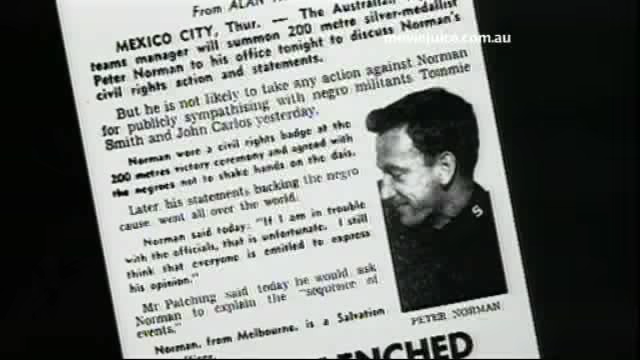 From ALAN
moviejuice.com.au
MEXICO CITY, Thur. — The Australian
teams manager will summon 200 metre silver-medallist
Peter Norman to his office tonight to discuss Norman's
civil rights action and statements.
But he is not likely to take any action against Norman
for publicly sympathising with negro militants Tommie
Smith and John Carlos yesterday.
Norman wore a civil rights badge at the
200 metres victory ceremony and agreed with
the negroes not to shake hands on the dais.
Later, his statements backing the negro
cause went all over the world.
Norman said today: "If I am in trouble
with the officials, that is unfortunate. I still
think that everyone is entitled to express
his opinion."
Mr Patching said today he would ask
Norman to explain the "sequence of
events."
Norman, from Melbourne, is a Salvation
S
PETER NORMAN
CLENCHED